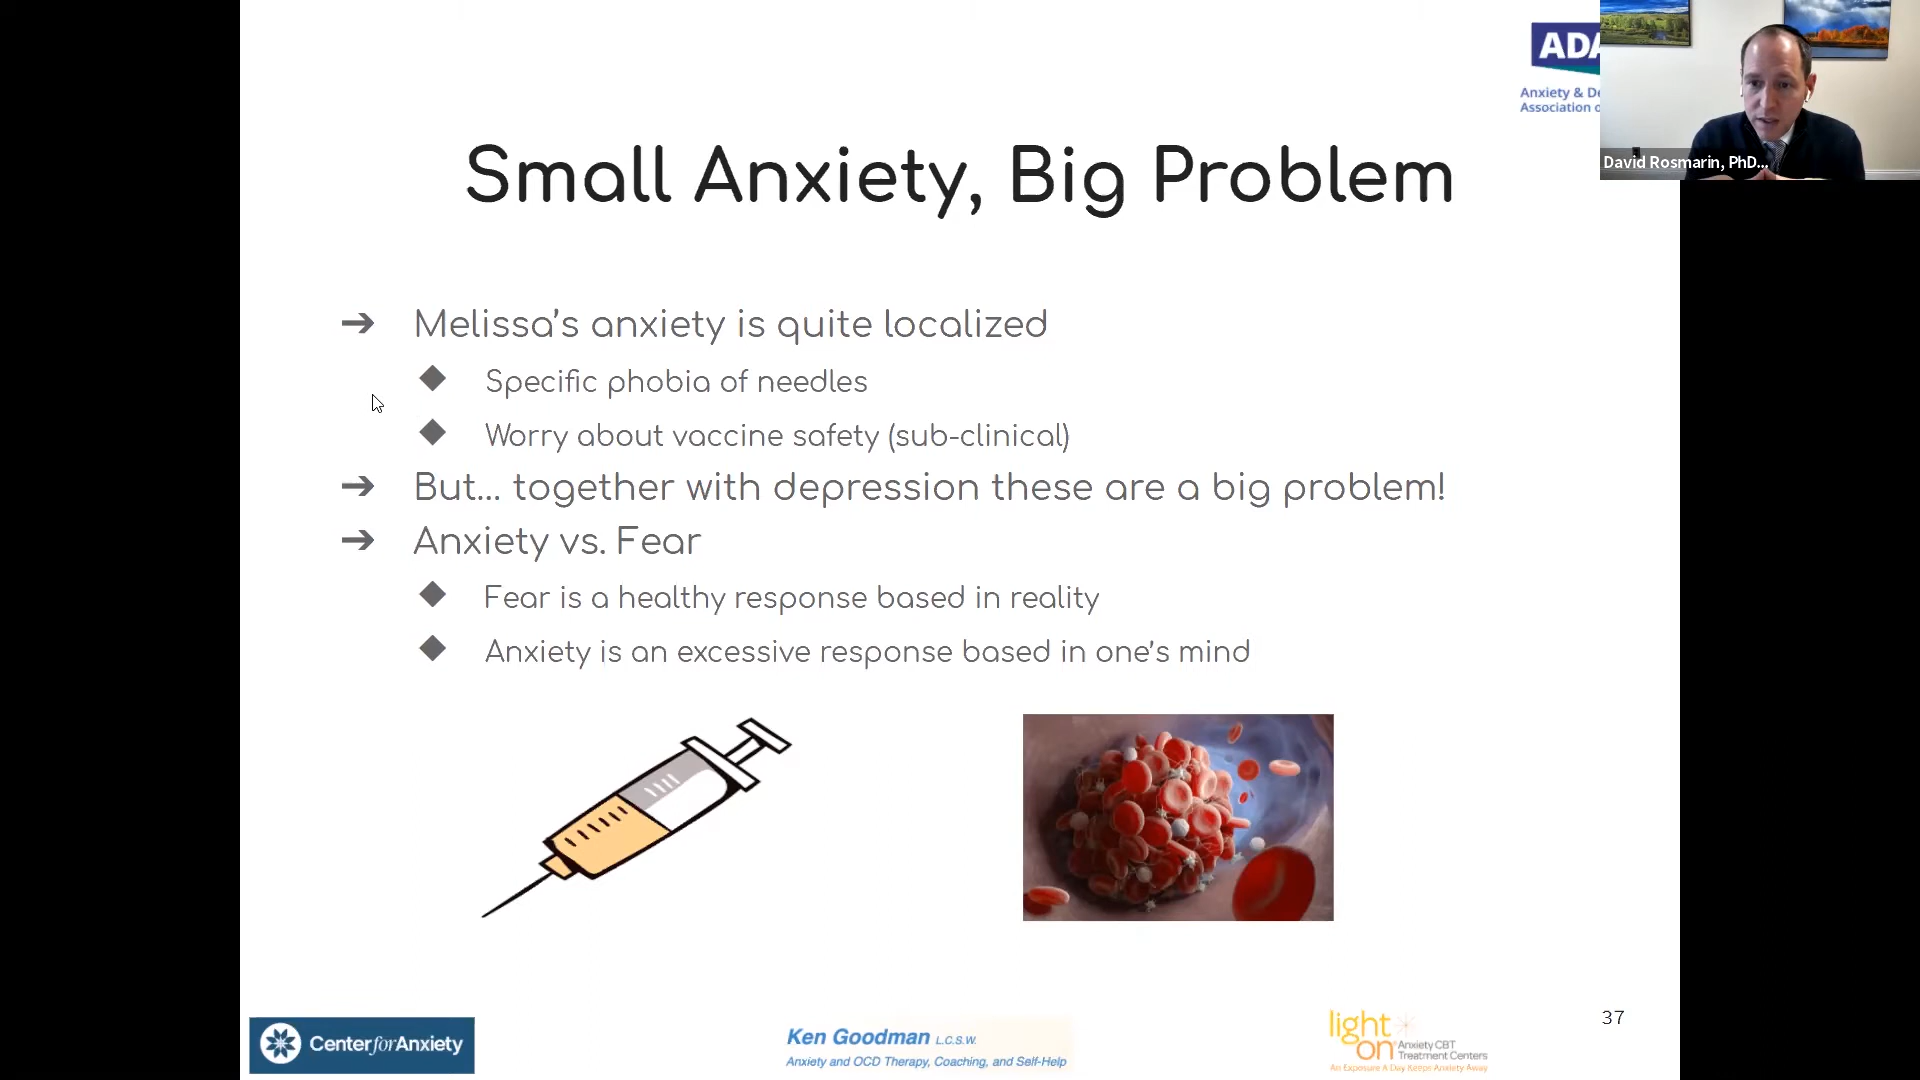 ADA
Anxiety & De
Association o
David Rosmarin, PhD...
Small Anxiety, Big Problem
➔ Melissa's anxiety is quite localized
◆ Specific phobia of needles
◆ Worry about vaccine safety (sub-clinical)
➔ But... together with depression these are a big problem!
➔ Anxiety vs. Fear
◆ Fear is a healthy response based in reality
◆ Anxiety is an excessive response based in one's mind
Center for Anxiety
Ken Goodman L.C.S.W.
Anxiety and OCD Therapy, Coaching, and Self-Help
light
on Anxiety CBT
Treatment Centers
An Exposure A Day Keeps Anxiety Away
37